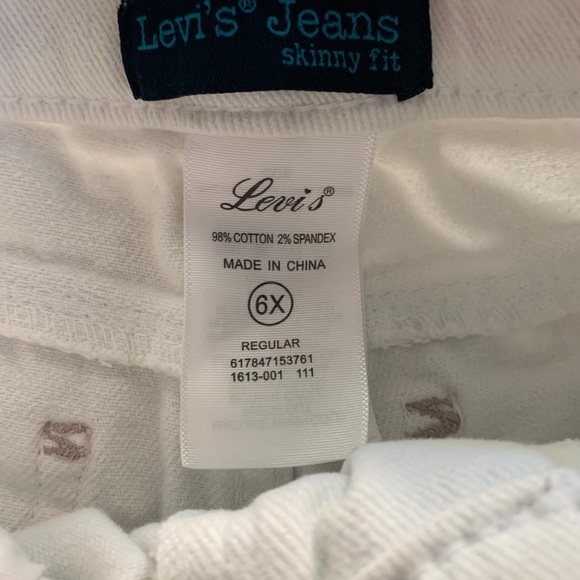 Levi's® Jeans
skinny fit
Levi's®
98% COTTON 2% SPANDEX
MADE IN CHINA
6X
REGULAR
617847153761
1613-001 111